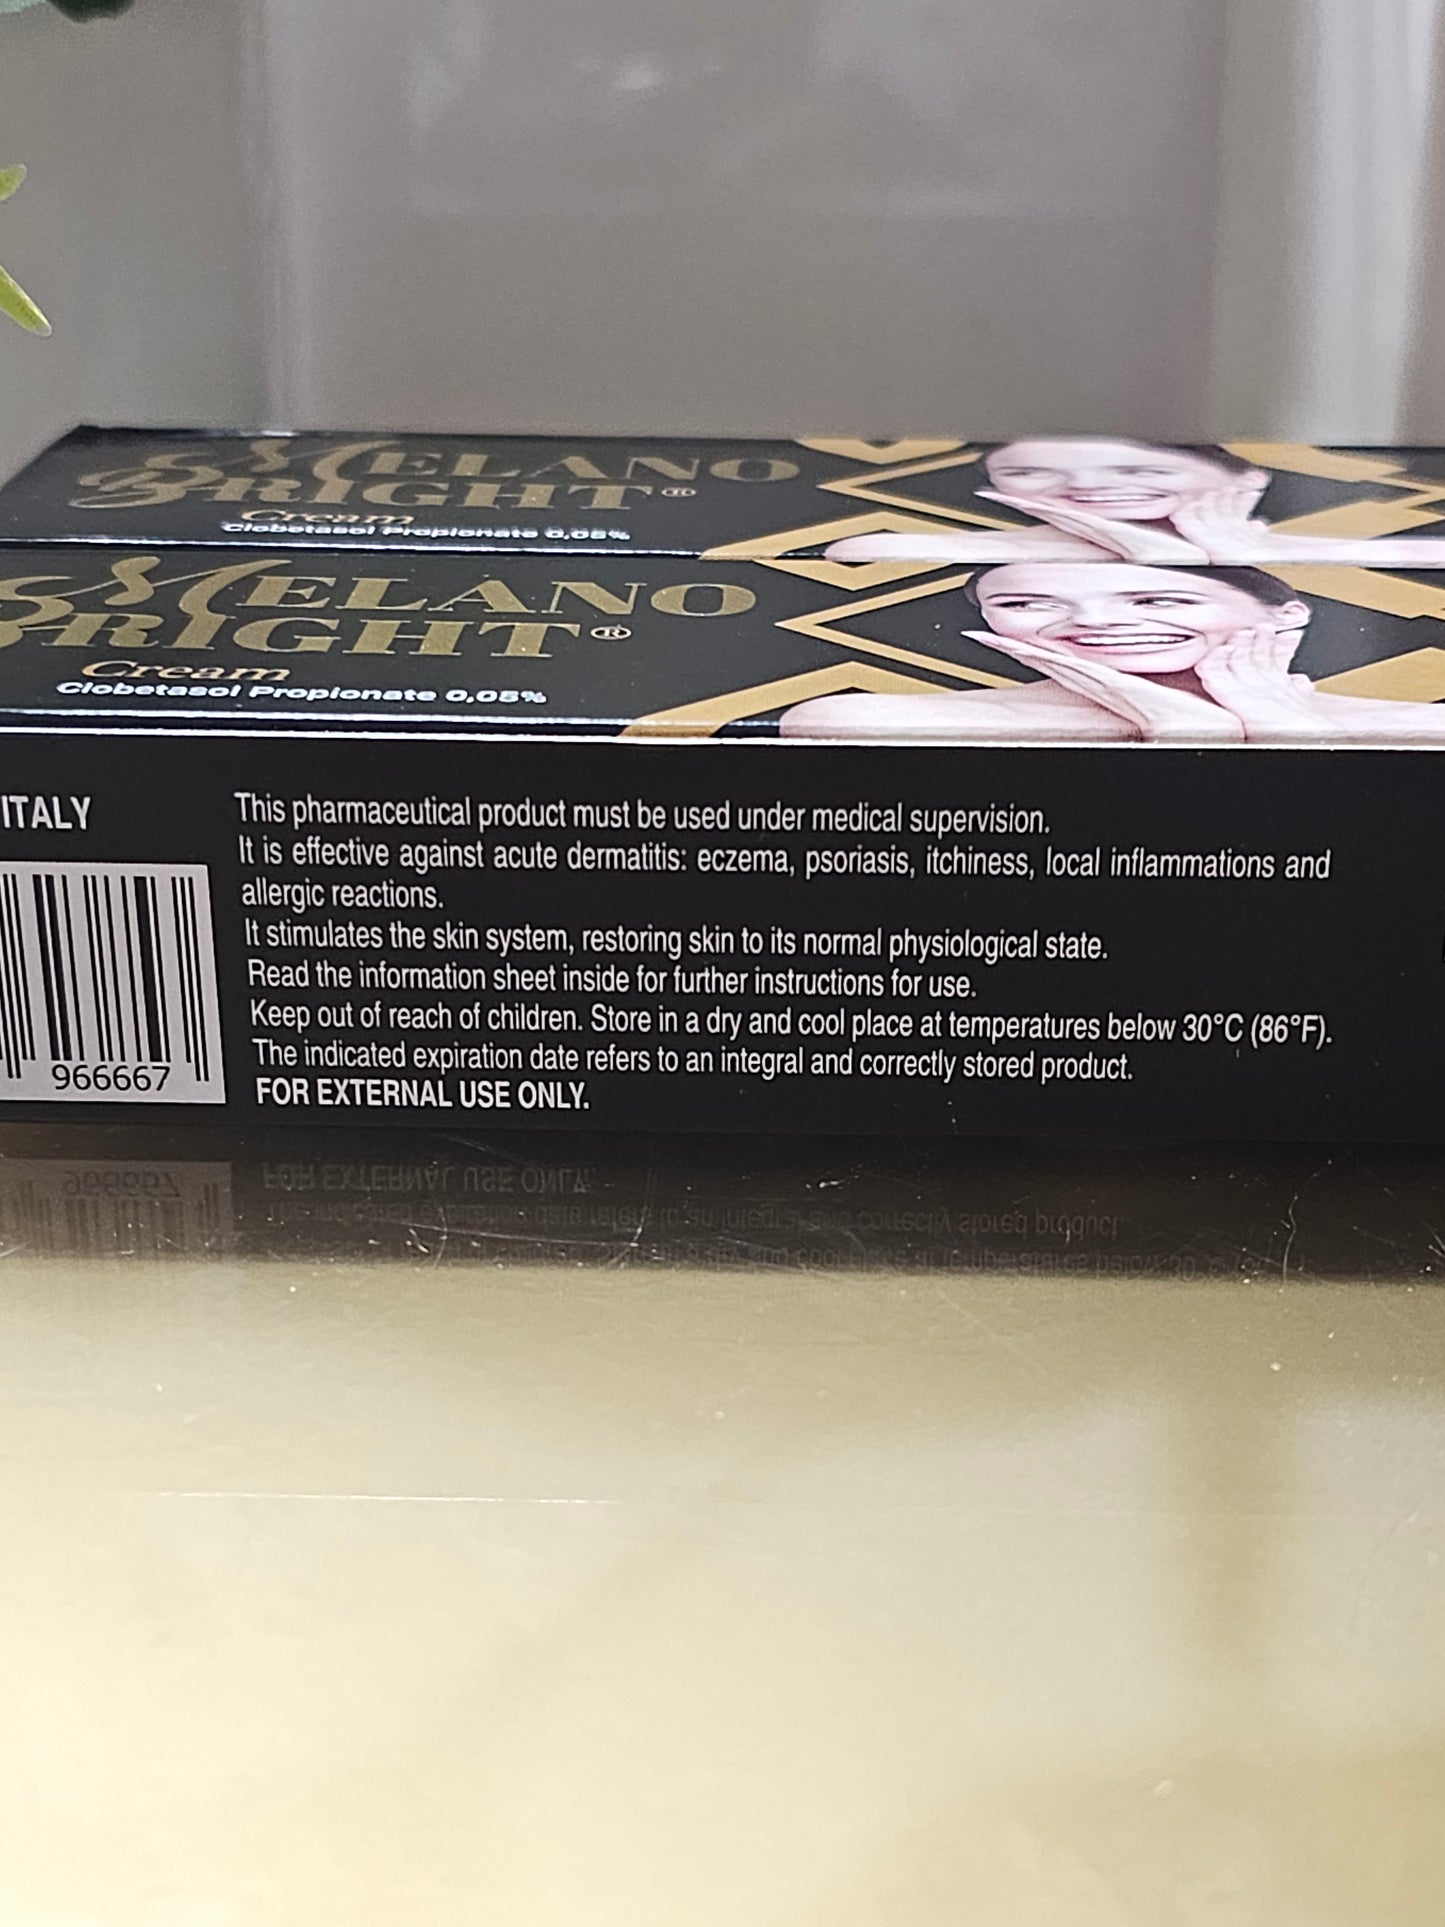 MELANO
BRIGHT®
Cream
Clobetasol Propionate 0,05%
MELANO
BRIGHT®
Cream
Clobetasol Propionate 0,05%
ITALY
966667
This pharmaceutical product must be used under medical supervision.
It is effective against acute dermatitis: eczema, psoriasis, itchiness, local inflammations and
allergic reactions.
It stimulates the skin system, restoring skin to its normal physiological state.
Read the information sheet inside for further instructions for use.
Keep out of reach of children. Store in a dry and cool place at temperatures below 30°C (86°F).
The indicated expiration date refers to an integral and correctly stored product.
FOR EXTERNAL USE ONLY.